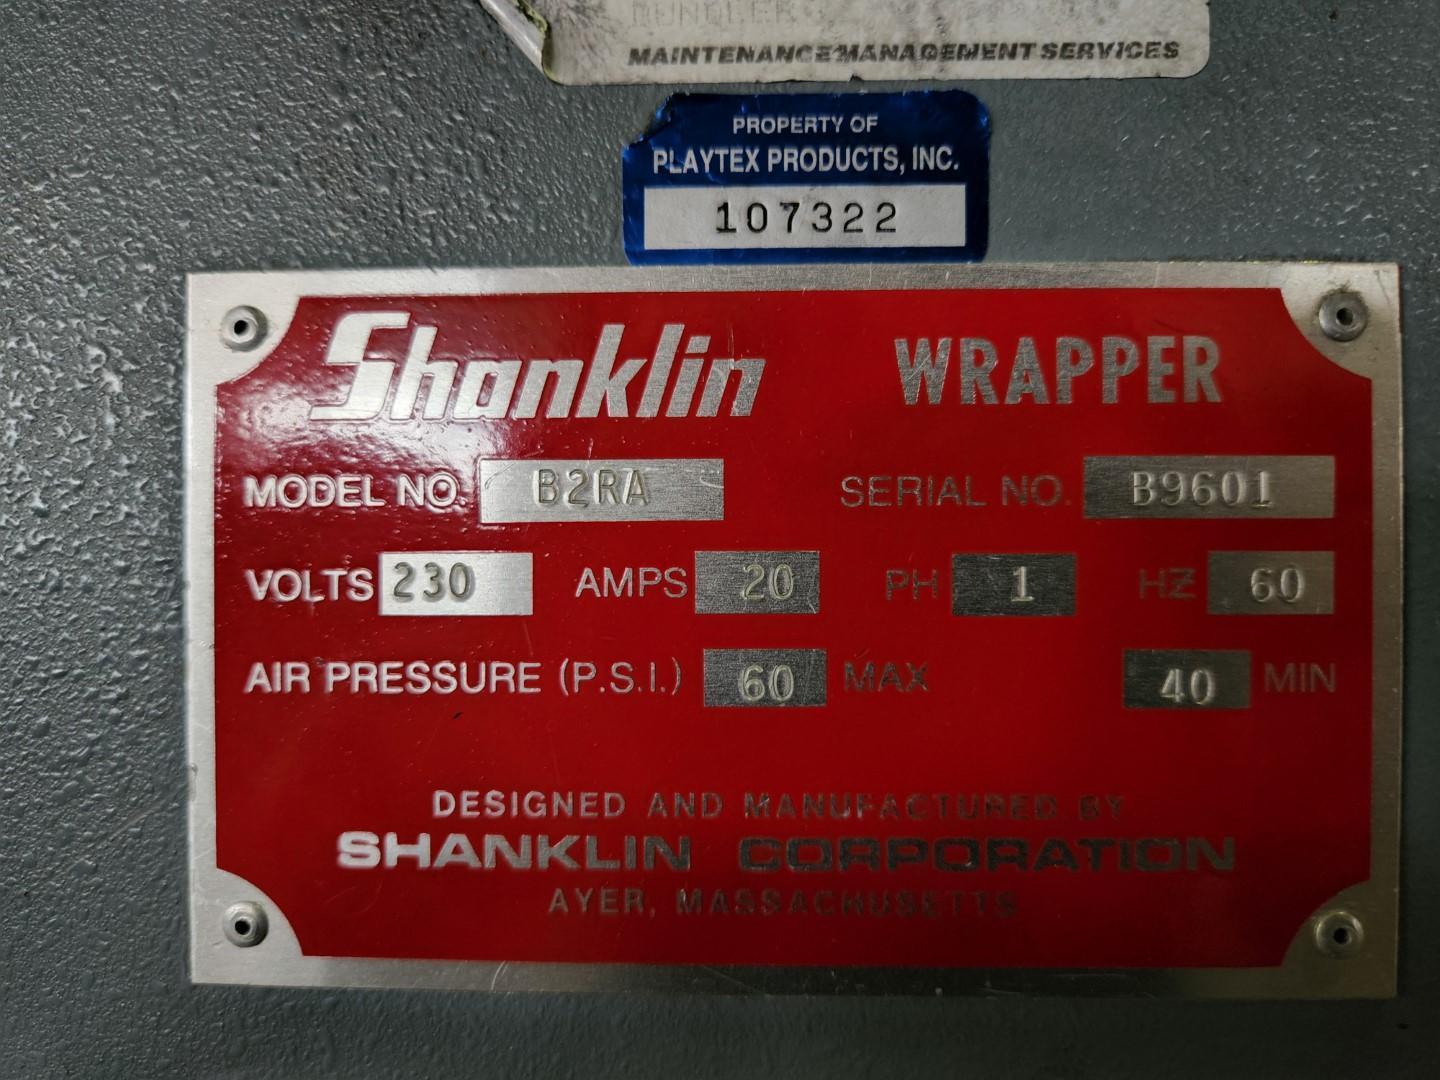 BUNDLER
MAINTENANCE MANAGEMENT SERVICES
PROPERTY OF
PLAYTEX PRODUCTS, INC.
107322
Shanklin WRAPPER
MODEL NO. B2RA SERIAL NO. B9601
VOLTS 230 AMPS 20 PH 1 HZ 60
AIR PRESSURE (P.S.I.) 60 MAX 40 MIN
DESIGNED AND MANUFACTURED BY
SHANKLIN CORPORATION
AYER, MASSACHUSETTS